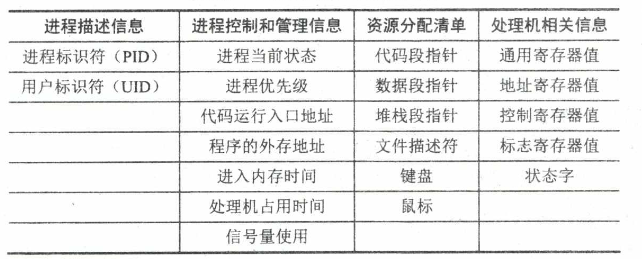 进程描述信息 进程控制和管理信息 资源分配清单 处理机相关信息
进程标识符（PID） 进程当前状态 代码段指针 通用寄存器值
用户标识符（UID） 进程优先级 数据段指针 地址寄存器值
代码运行入口地址 堆栈段指针 控制寄存器值
程序的外存地址 文件描述符 标志寄存器值
进入内存时间 键盘 状态字
处理机占用时间 鼠标
信号量使用